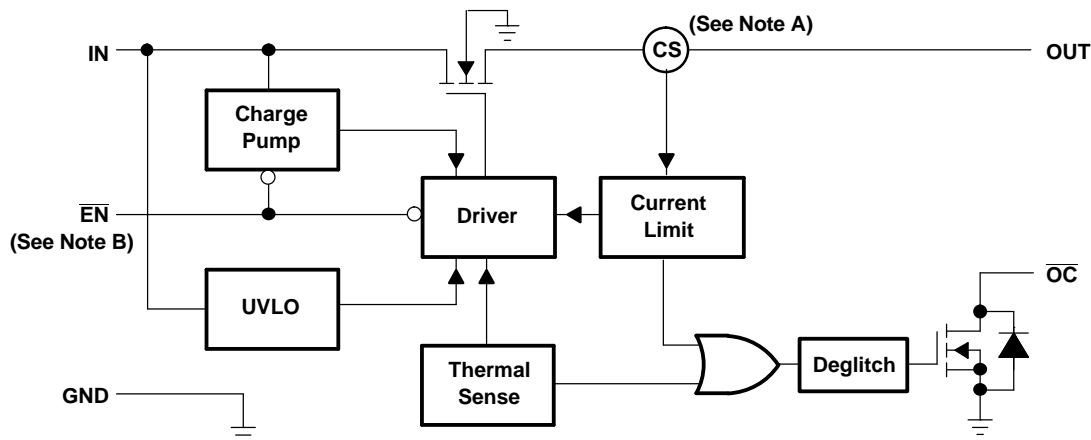 (See Note A)
IN
CS
OUT
Charge
Pump
EN
(See Note B)
Driver
Current
Limit
OC
UVLO
Thermal
Sense
Deglitch
GND